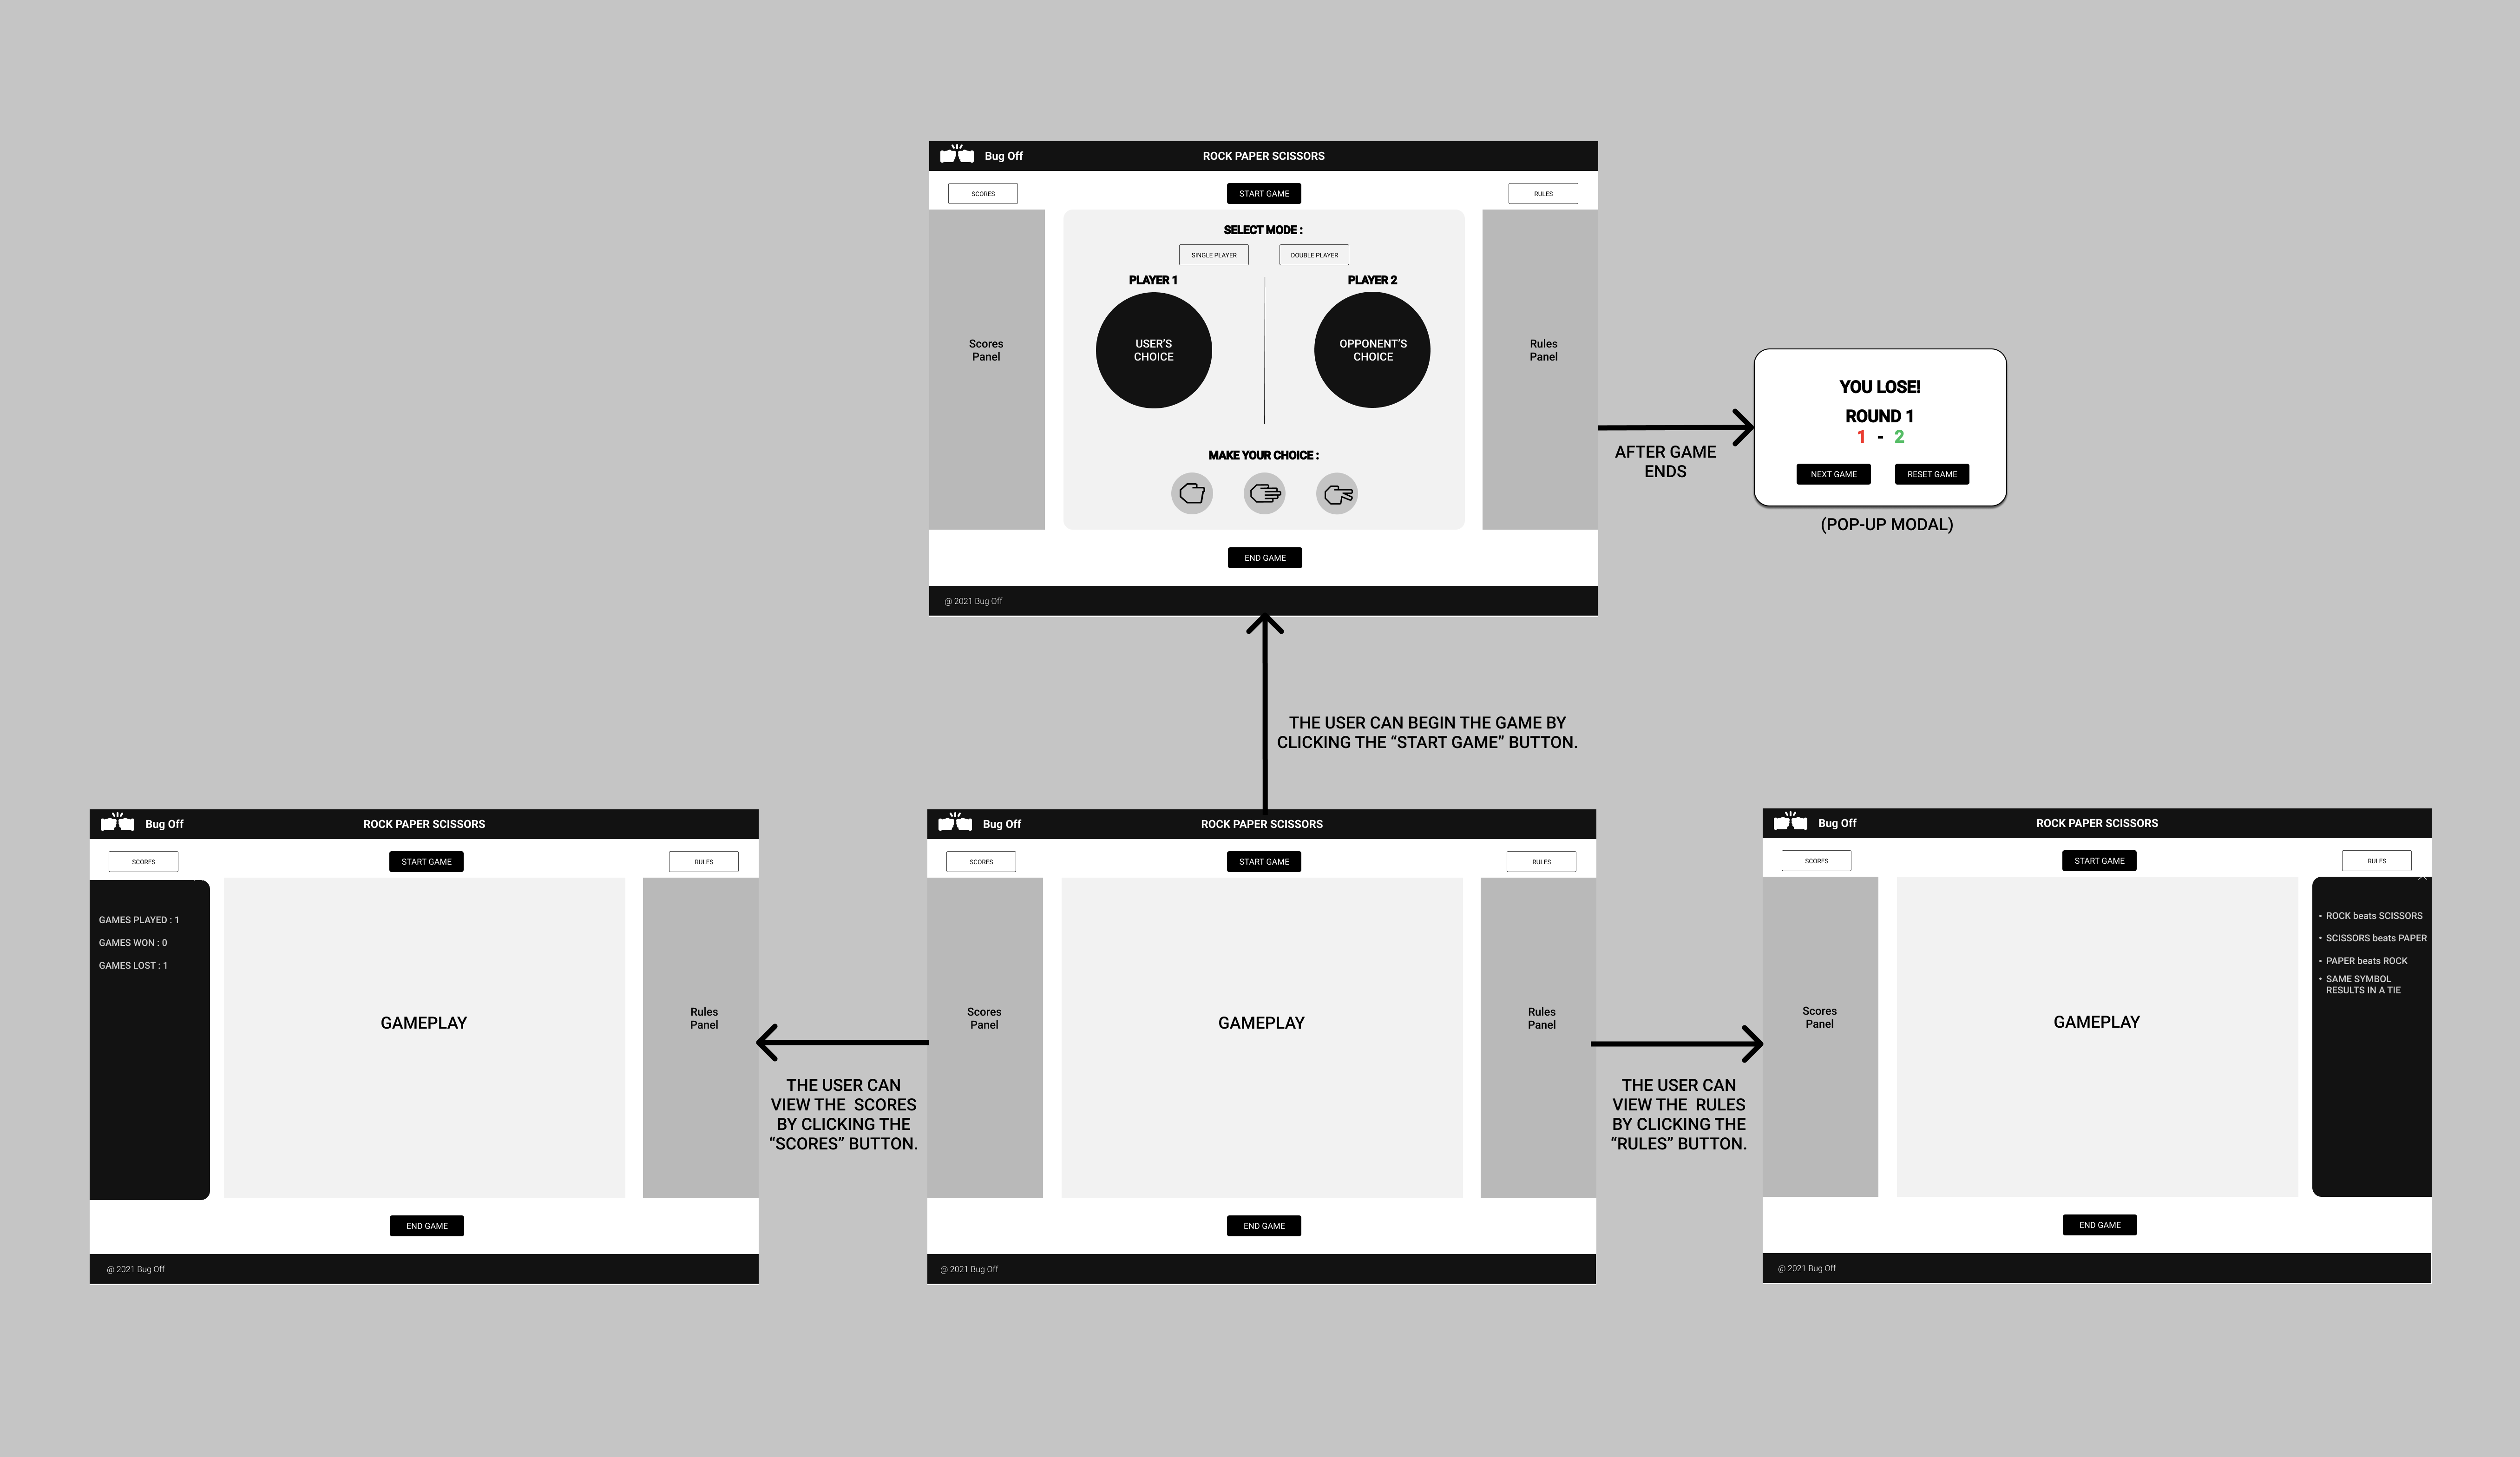 Bug Off
ROCK PAPER SCISSORS
SCORES
START GAME
RULES
SELECT MODE :
SINGLE PLAYER
DOUBLE PLAYER
PLAYER 1
PLAYER 2
Scores
Panel
USER'S
CHOICE
OPPONENT'S
CHOICE
Rules
Panel
MAKE YOUR CHOICE :
END GAME
@ 2021 Bug Off
AFTER GAME
ENDS
YOU LOSE!
ROUND 1
1 - 2
NEXT GAME
RESET GAME
(POP-UP MODAL)
THE USER CAN BEGIN THE GAME BY
CLICKING THE “START GAME” BUTTON.
Bug Off
ROCK PAPER SCISSORS
SCORES
START GAME
RULES
GAMES PLAYED : 1
GAMES WON : 0
GAMES LOST : 1
GAMEPLAY
Rules
Panel
END GAME
@ 2021 Bug Off
THE USER CAN
VIEW THE SCORES
BY CLICKING THE
“SCORES” BUTTON.
Bug Off
ROCK PAPER SCISSORS
SCORES
START GAME
RULES
Scores
Panel
GAMEPLAY
Rules
Panel
END GAME
@ 2021 Bug Off
THE USER CAN
VIEW THE RULES
BY CLICKING THE
“RULES” BUTTON.
Bug Off
ROCK PAPER SCISSORS
SCORES
START GAME
RULES
Scores
Panel
GAMEPLAY
• ROCK beats SCISSORS
• SCISSORS beats PAPER
• PAPER beats ROCK
• SAME SYMBOL
RESULTS IN A TIE
END GAME
@ 2021 Bug Off